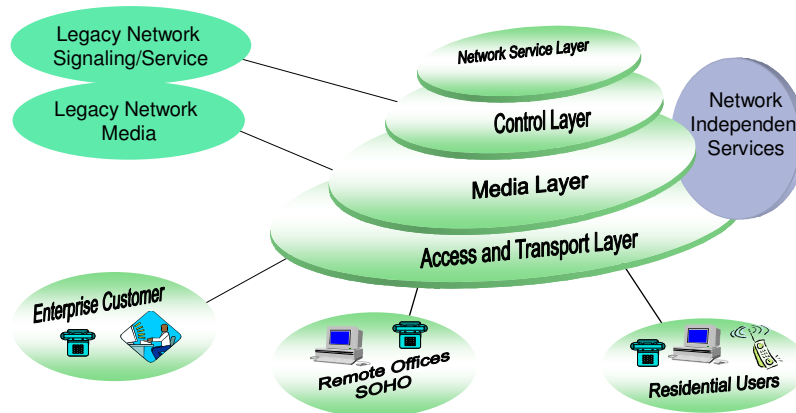 Legacy Network
Signaling/Service
Legacy Network
Media
Network Service Layer
Control Layer
Media Layer
Access and Transport Layer
Network
Independen
Services
Enterprise Customer
Remote Offices
SOHO
Residential Users